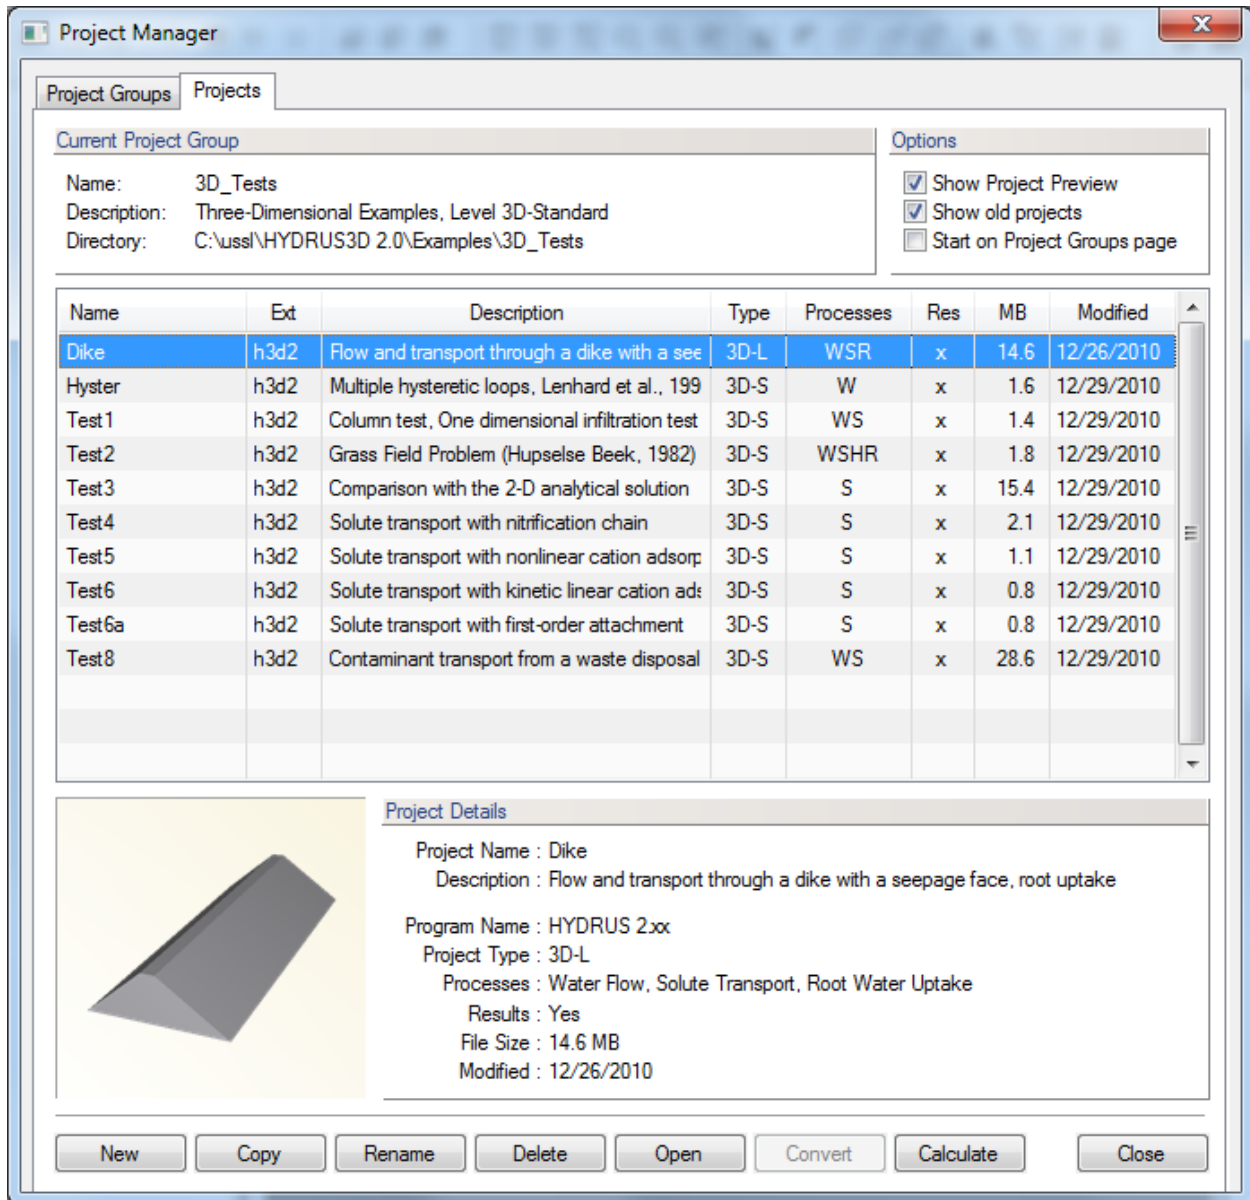 Project Manager
Project Groups Projects
Current Project Group Options
Name: 3D_Tests
Description: Three-Dimensional Examples, Level 3D-Standard
Directory: C:\ussl\HYDRUS3D 2.0\Examples\3D_Tests
Show Project Preview
Show old projects
Start on Project Groups page
Name Ext Description Type Processes Res MB Modified
Dike h3d2 Flow and transport through a dike with a see 3D-L WSR x 14.6 12/26/2010
Hyster h3d2 Multiple hysteretic loops, Lenhard et al., 199 3D-S W x 1.6 12/29/2010
Test1 h3d2 Column test, One dimensional infiltration test 3D-S WS x 1.4 12/29/2010
Test2 h3d2 Grass Field Problem (Hupselse Beek, 1982) 3D-S WSHR x 1.8 12/29/2010
Test3 h3d2 Comparison with the 2-D analytical solution 3D-S S x 15.4 12/29/2010
Test4 h3d2 Solute transport with nitrification chain 3D-S S x 2.1 12/29/2010
Test5 h3d2 Solute transport with nonlinear cation adsorp 3D-S S x 1.1 12/29/2010
Test6 h3d2 Solute transport with kinetic linear cation ads 3D-S S x 0.8 12/29/2010
Test6a h3d2 Solute transport with first-order attachment 3D-S S x 0.8 12/29/2010
Test8 h3d2 Contaminant transport from a waste disposal 3D-S WS x 28.6 12/29/2010
Project Details
Project Name : Dike
Description : Flow and transport through a dike with a seepage face, root uptake
Program Name : HYDRUS 2.xx
Project Type : 3D-L
Processes : Water Flow, Solute Transport, Root Water Uptake
Results : Yes
File Size : 14.6 MB
Modified : 12/26/2010
New Copy Rename Delete Open Convert Calculate Close